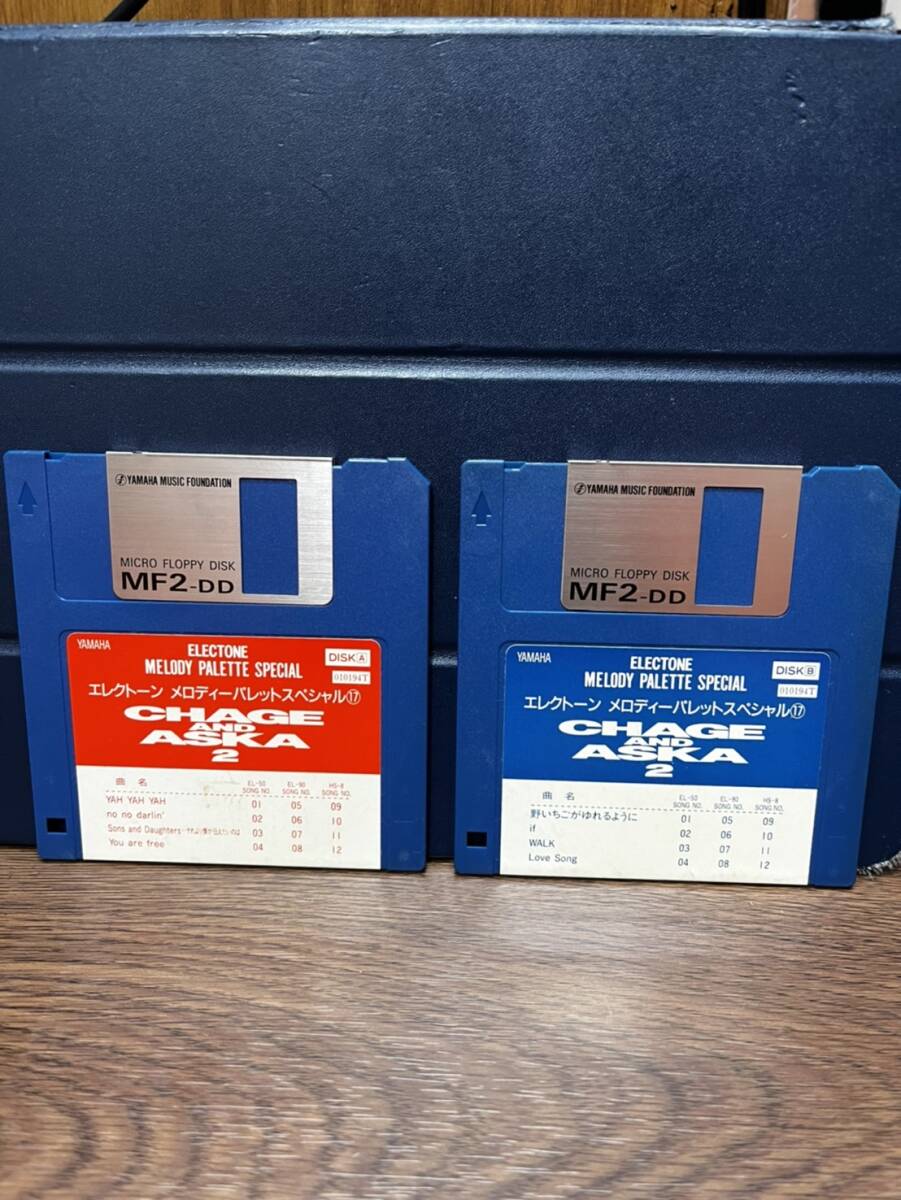 YAMAHA MUSIC FOUNDATION
MICRO FLOPPY DISK
MF2-DD
YAMAHA
ELECTONE
MELODY PALETTE SPECIAL
DISK A
010194T
エレクトーン メロディーパレットスペシャル⑰
CHAGE
AND
ASKA
2
曲 名 EL-50 SONG NO. EL-90 SONG NO. HS-8 SONG NO.
YAH YAH YAH 01 05 09
no no darlin' 02 06 10
Sons and Daughters 03 07 11
You are free 04 08 12
YAMAHA MUSIC FOUNDATION
MICRO FLOPPY DISK
MF2-DD
YAMAHA
ELECTONE
MELODY PALETTE SPECIAL
DISK B
010194T
エレクトーン メロディーパレットスペシャル⑰
CHAGE
AND
ASKA
2
曲 名 EL-50 SONG NO. EL-90 SONG NO. HS-8 SONG NO.
野いちごがゆれるように 01 05 09
if 02 06 10
WALK 03 07 11
Love Song 04 08 12